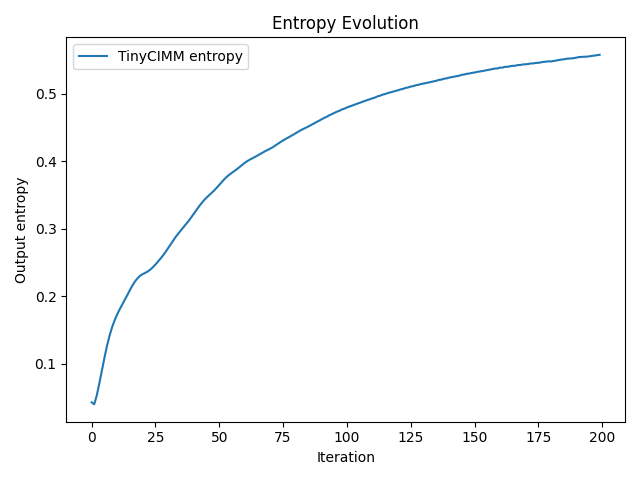 Entropy Evolution
TinyCIMM entropy
Output entropy
0.5
0.4
0.3
0.2
0.1
0 25 50 75 100 125 150 175 200
Iteration